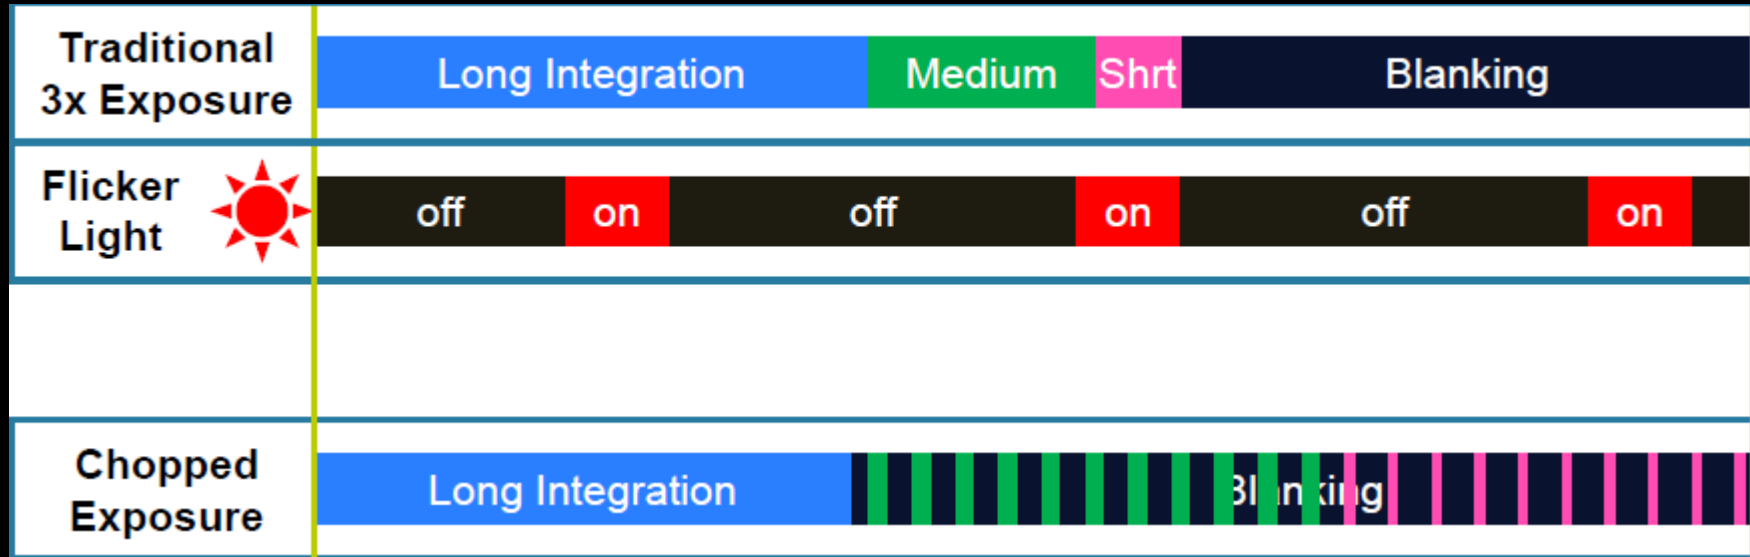 Traditional
3x Exposure
Long Integration Medium Shrt Blanking
Flicker
Light
off on off on off on
Chopped
Exposure
Long Integration Blanking